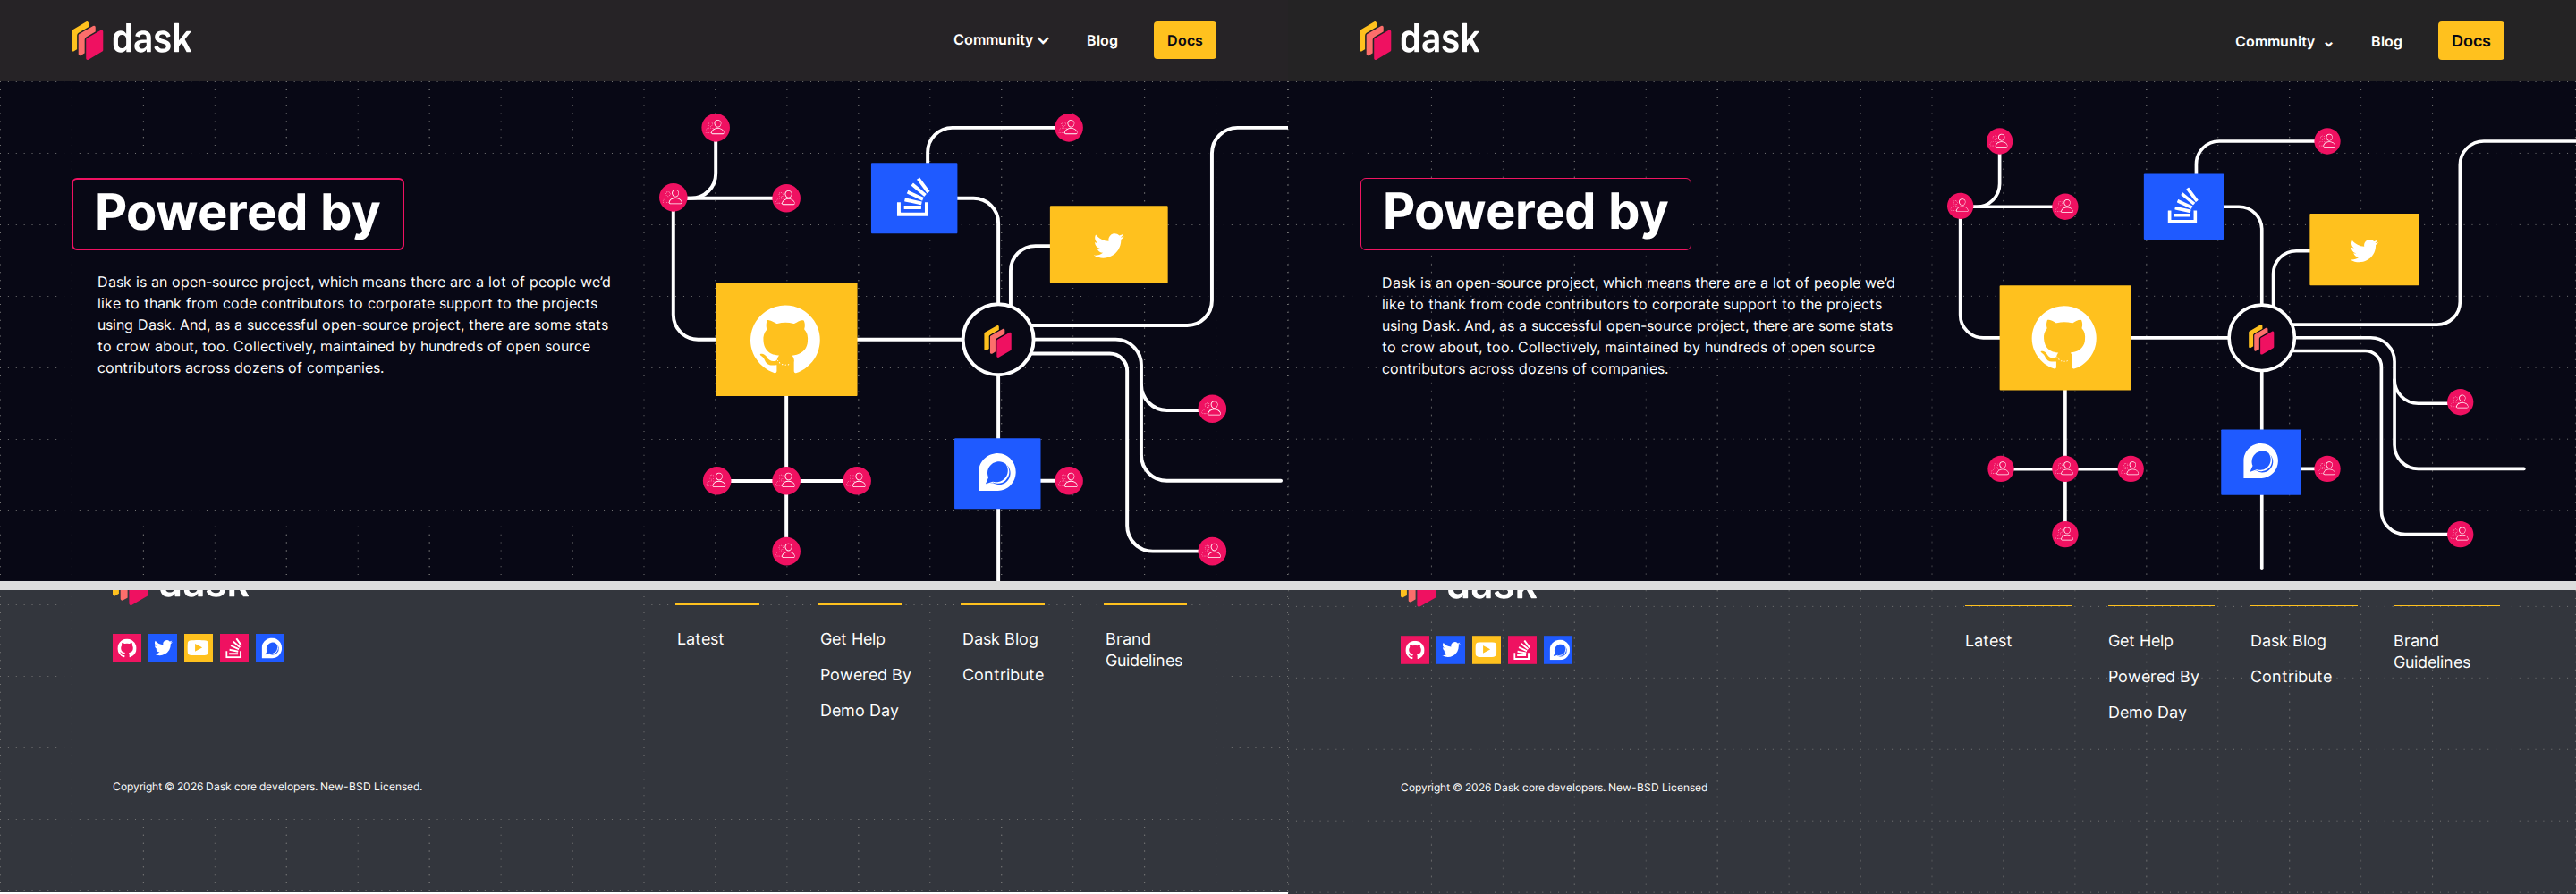 dask
Community
Blog
Docs
Powered by
Dask is an open-source project, which means there are a lot of people we'd
like to thank from code contributors to corporate support to the projects
using Dask. And, as a successful open-source project, there are some stats
to crow about, too. Collectively, maintained by hundreds of open source
contributors across dozens of companies.
dask
Community
Blog
Docs
Powered by
Dask is an open-source project, which means there are a lot of people we'd
like to thank from code contributors to corporate support to the projects
using Dask. And, as a successful open-source project, there are some stats
to crow about, too. Collectively, maintained by hundreds of open source
contributors across dozens of companies.
dask
Latest
Get Help
Dask Blog
Brand
Guidelines
Powered By
Contribute
Demo Day
Copyright © 2026 Dask core developers. New-BSD Licensed.
dask
Latest
Get Help
Dask Blog
Brand
Guidelines
Powered By
Contribute
Demo Day
Copyright © 2026 Dask core developers. New-BSD Licensed